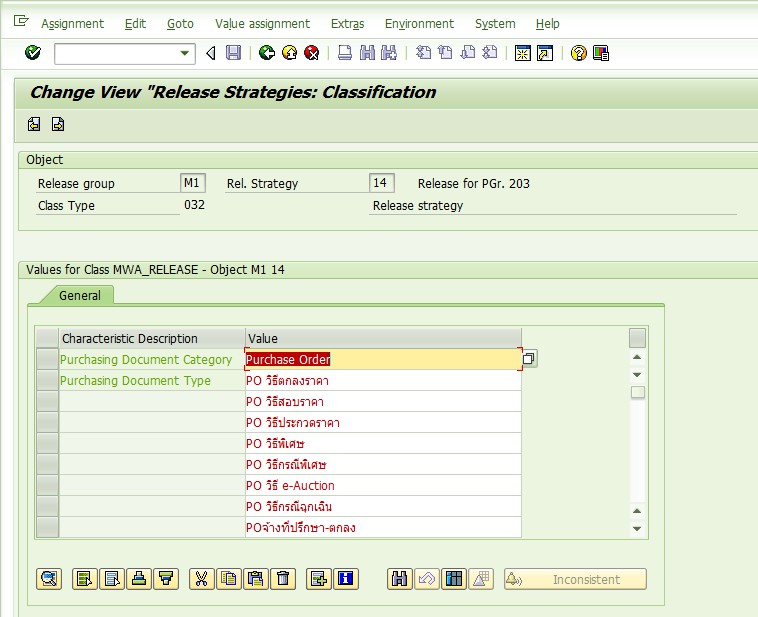 Assignment Edit Goto Value assignment Extras Environment System Help
Change View "Release Strategies: Classification
Object
Release group M1 Rel. Strategy 14 Release for PGr. 203
Class Type 032 Release strategy
Values for Class MWA_RELEASE - Object M1 14
General
Characteristic Description Value
Purchasing Document Category Purchase Order
Purchasing Document Type PO วิธีตกลงราคา
PO วิธีสอบราคา
PO วิธีประกวดราคา
PO วิธีพิเศษ
PO วิธีกรณีพิเศษ
PO วิธี e-Auction
PO วิธีกรณีฉุกเฉิน
POจ้างที่ปรึกษา-ตกลง
Inconsistent